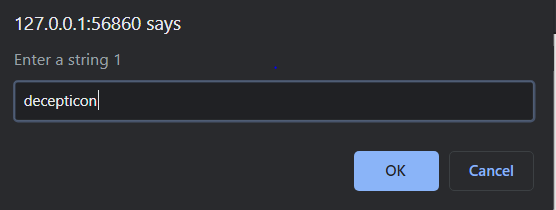 127.0.0.1:56860 says
Enter a string 1
decepticon
OK
Cancel